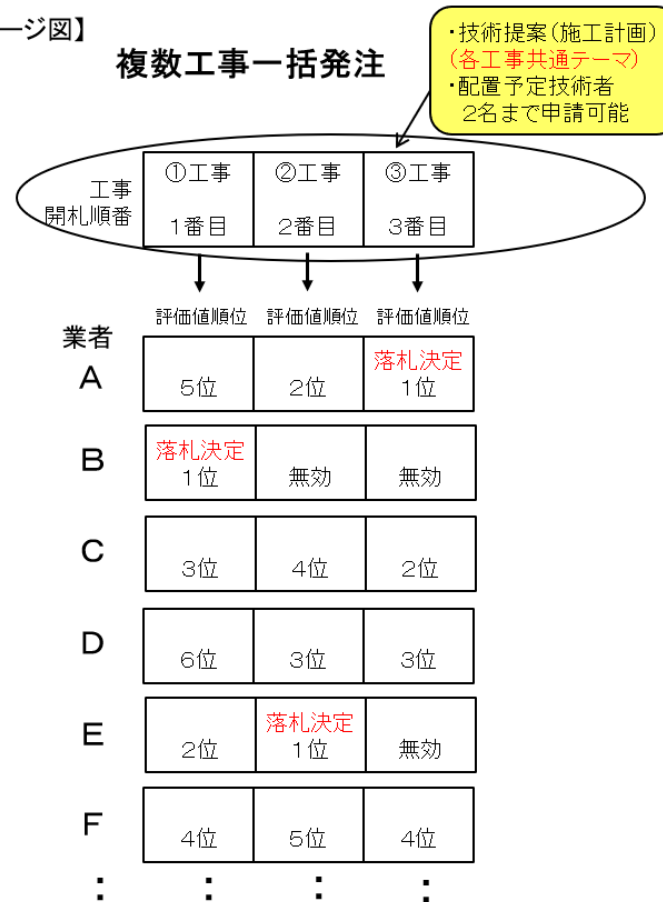 ージ図】
複数工事一括発注
・技術提案(施工計画)
(各工事共通テーマ)
・配置予定技術者
2名まで申請可能
工事
開札順番
①工事 ②工事 ③工事
1番目 2番目 3番目
評価値順位 評価値順位 評価値順位
業者
A
落札決定
5位 2位 1位
B
落札決定
1位 無効 無効
C
3位 4位 2位
D
6位 3位 3位
E
落札決定
2位 1位 無効
F
4位 5位 4位
： ： ： ：